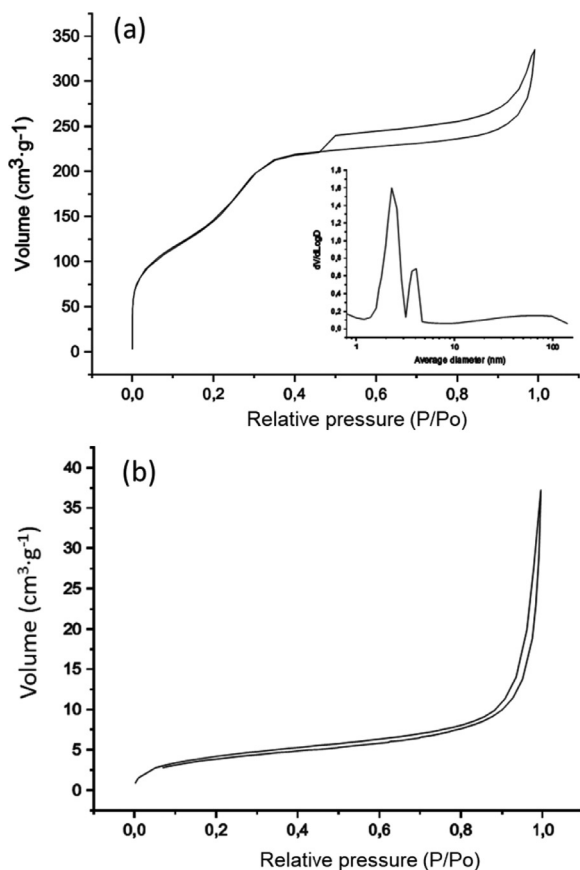 (a)
Volume (cm³·g-1)
350
300
250
200
150
100
50
0
0,0 0,2 0,4 0,6 0,8 1,0
Relative pressure (P/Po)
dV/dLogD
1,8
1,6
1,4
1,2
1,0
0,8
0,6
0,4
0,2
0,0
1 10 100
Average diameter (nm)
(b)
Volume (cm³·g⁻¹)
40
35
30
25
20
15
10
5
0
0,0 0,2 0,4 0,6 0,8 1,0
Relative pressure (P/Po)